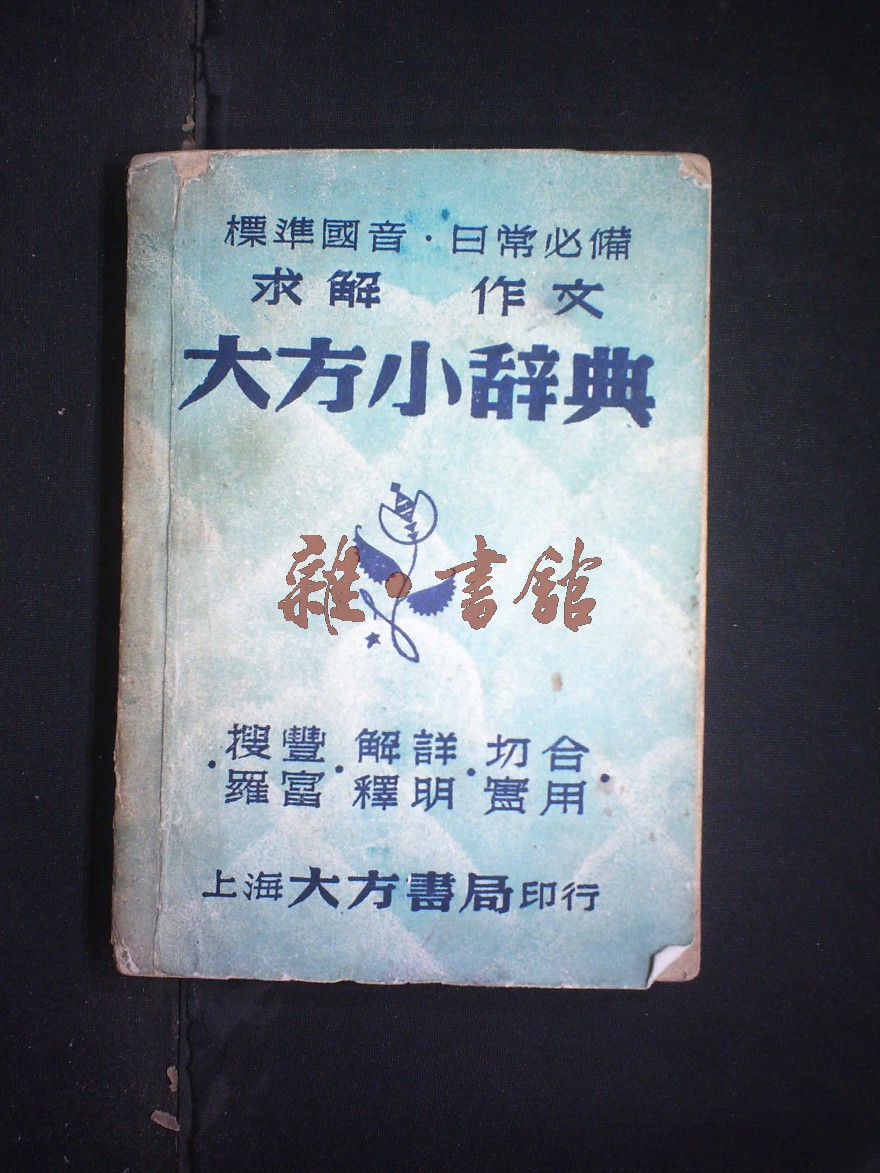 標準國音·日常必備
求解 作文
大方小辞典
雜·書館
·搜羅豐富·解釋詳明·切合實用·
上海大方書局印行